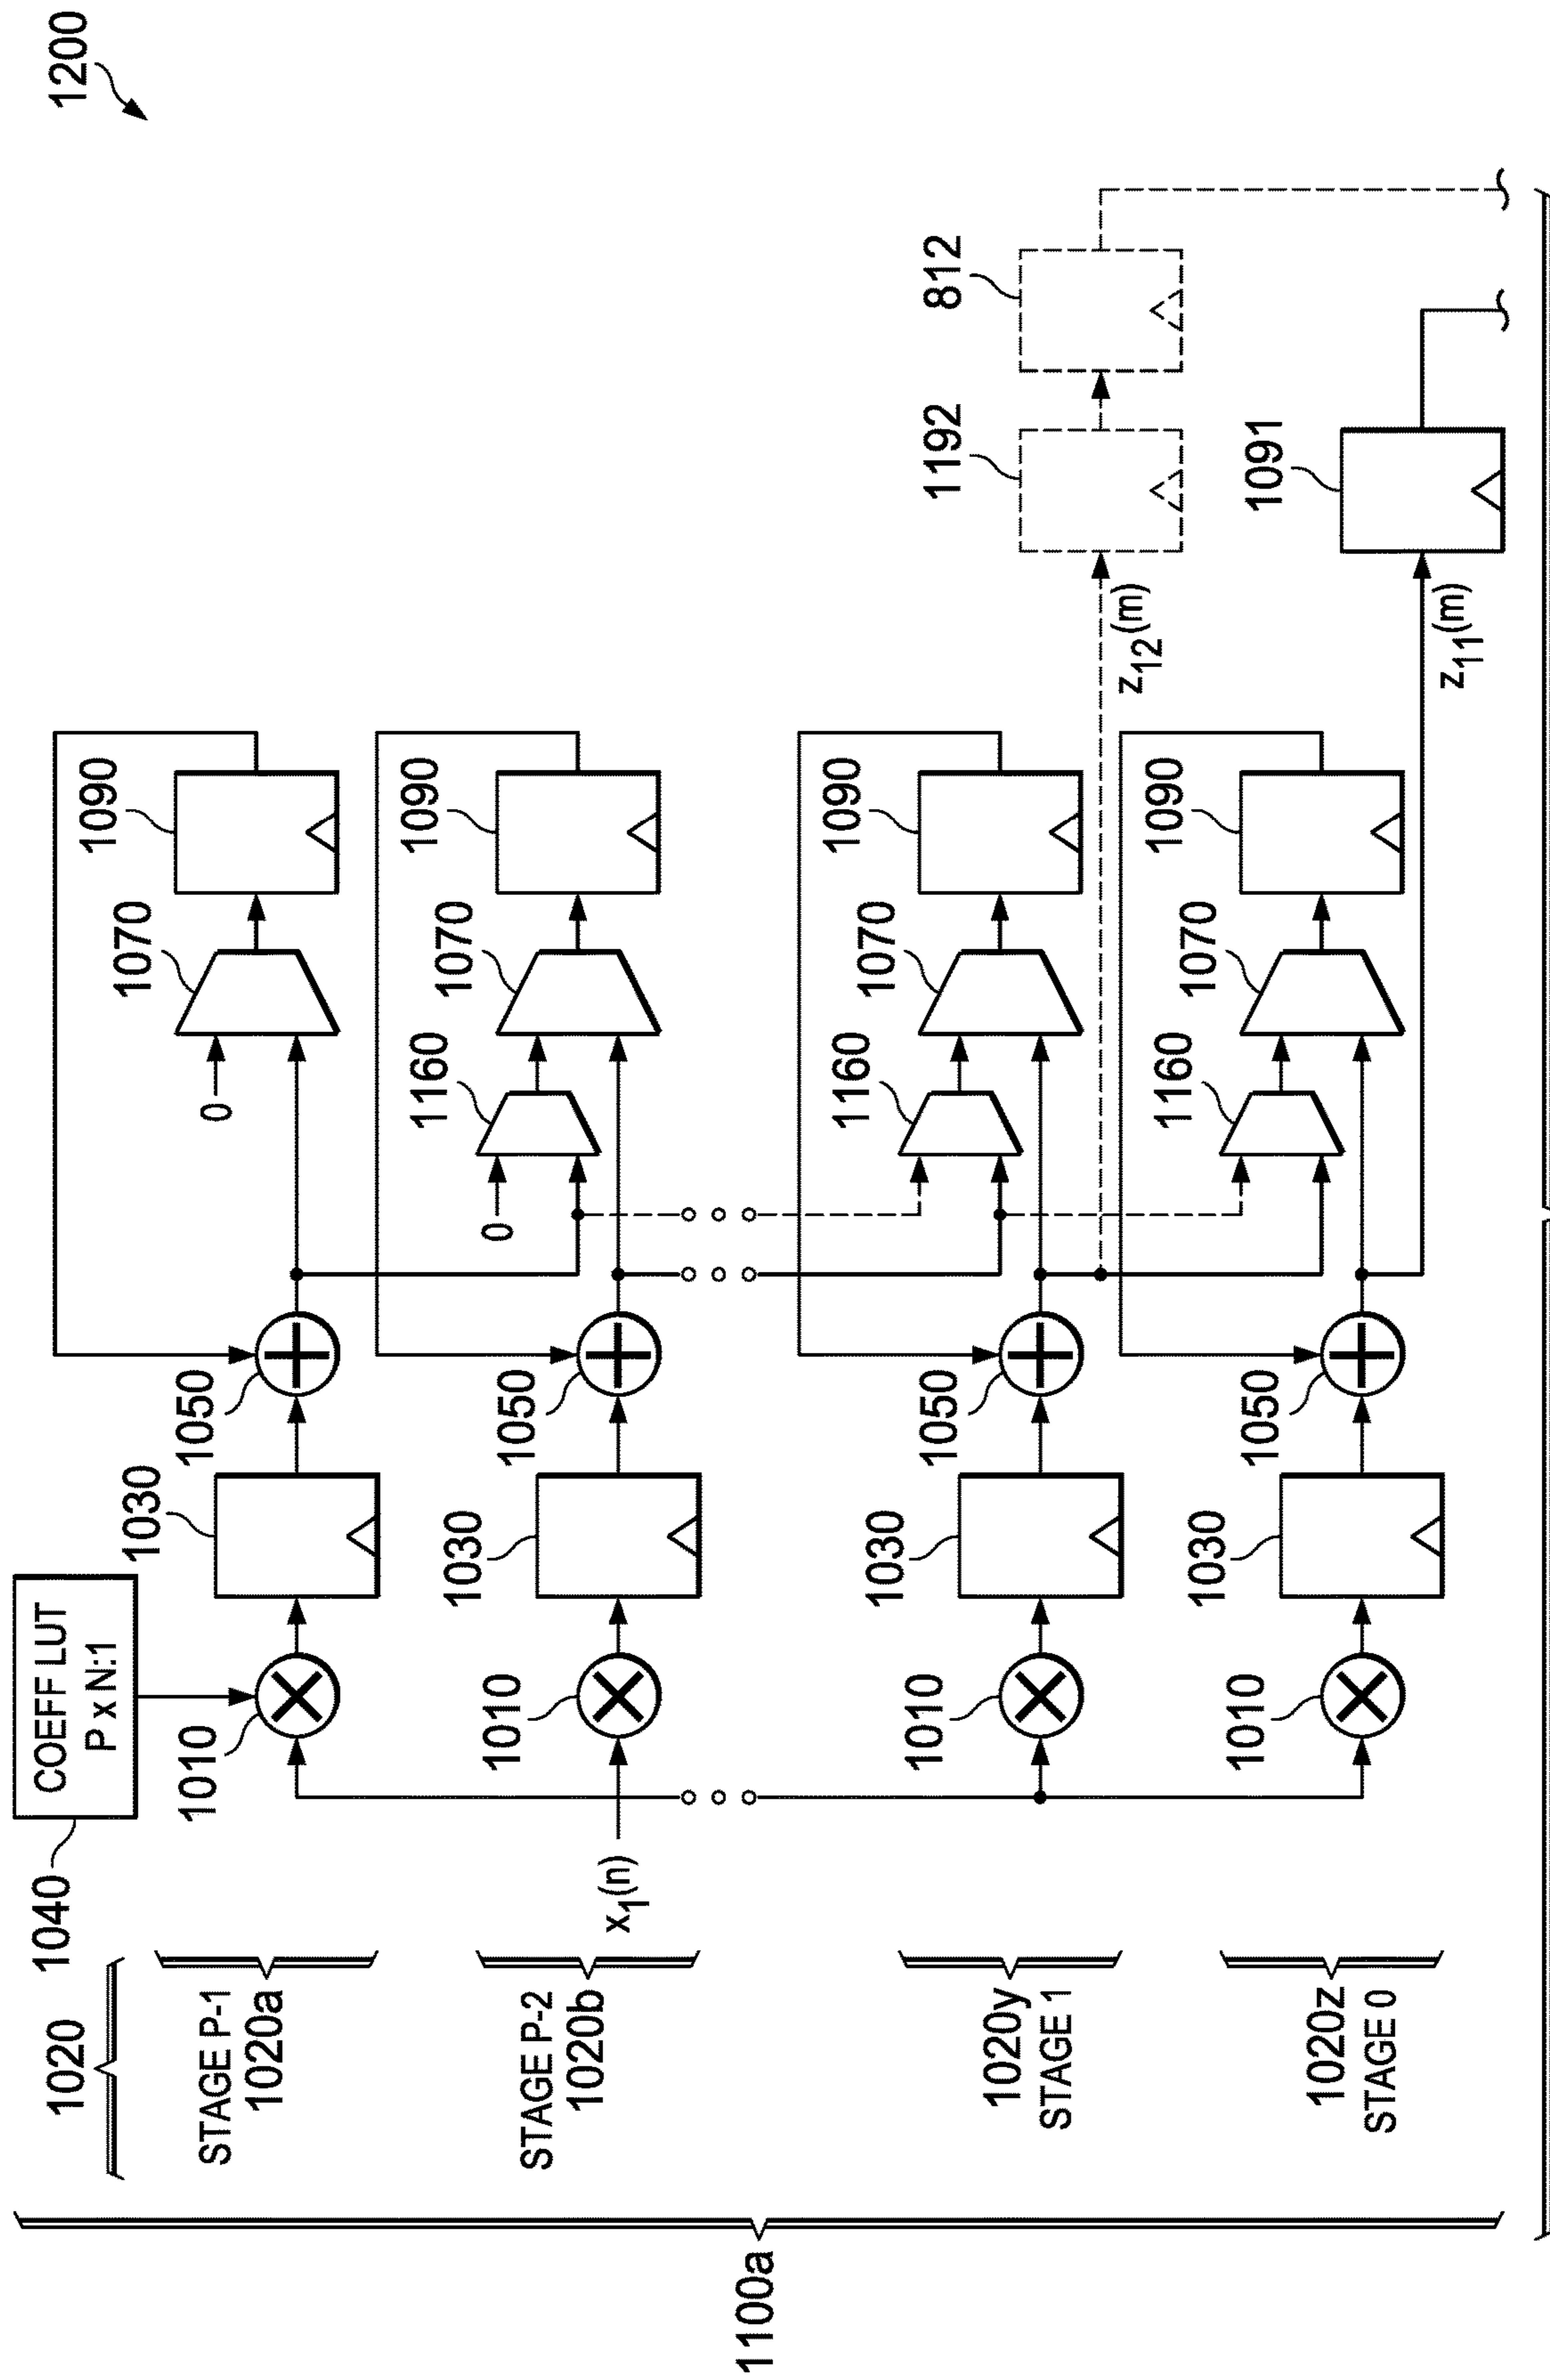 1200
1020
1040
COEFF LUT
P x N:1
STAGE P-1
1020a
1010
1030
1050
0
1070
1090
STAGE P-2
1020b
x1(n)
1010
1030
1050
0
1160
1070
1090
1020y
STAGE 1
1010
1030
1050
1160
1070
1090
z12(m)
1192
812
1020z
STAGE 0
1010
1030
1050
1160
1070
1090
z11(m)
1091
1100a